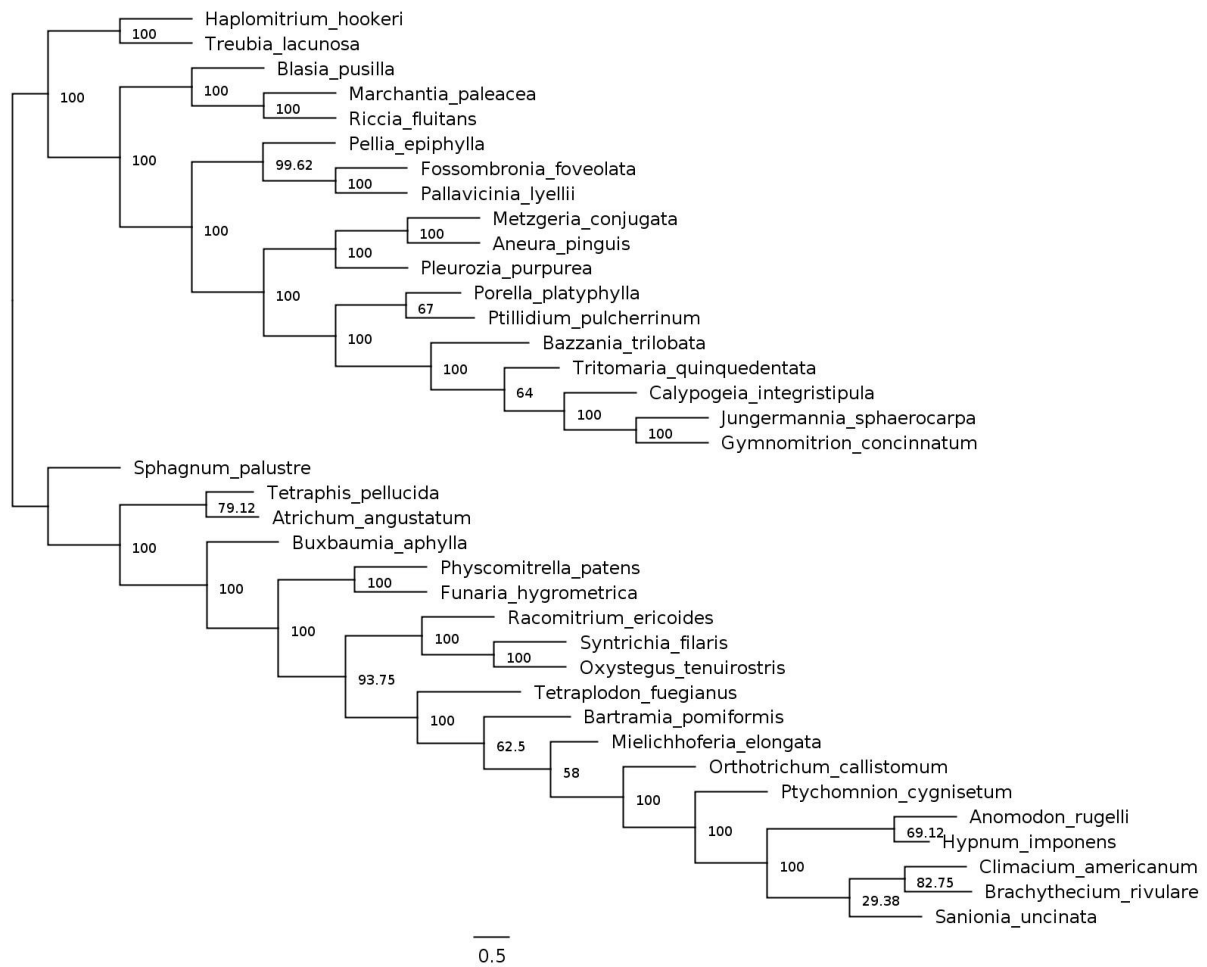 Haplomitrium_hookeri
100
Treubia_lacunosa
Blasia_pusilla
100
100
Marchantia_paleacea
100
Riccia_fluitans
Pellia_epiphylla
100
99.62
Fossombronia_foveolata
100
Pallavicinia_lyellii
Metzgeria_conjugata
100
100
Aneura_pinguis
100
Pleurozia_purpurea
Porella_platyphylla
100
67
Ptillidium_pulcherrinum
100
Bazzania_trilobata
100
Tritomaria_quinquedentata
64
Calypogeia_integristipula
100
Jungermannia_sphaerocarpa
100
Gymnomitrion_concinnatum
Sphagnum_palustre
Tetraphis_pellucida
79.12
Atrichum_angustatum
100
Buxbaumia_aphylla
Physcomitrella_patens
100
100
Funaria_hygrometrica
Racomitrium_ericoides
100
100
Syntrichia_filaris
100
Oxystegus_tenuirostris
93.75
Tetraplodon_fuegianus
Bartramia_pomiformis
100
Mielichhoferia_elongata
62.5
Orthotrichum_callistomum
58
Ptychomnion_cygnisetum
100
Anomodon_rugelli
100
69.12
Hypnum_imponens
100
Climacium_americanum
82.75
Brachythecium_rivulare
29.38
Sanionia_uncinata
0.5